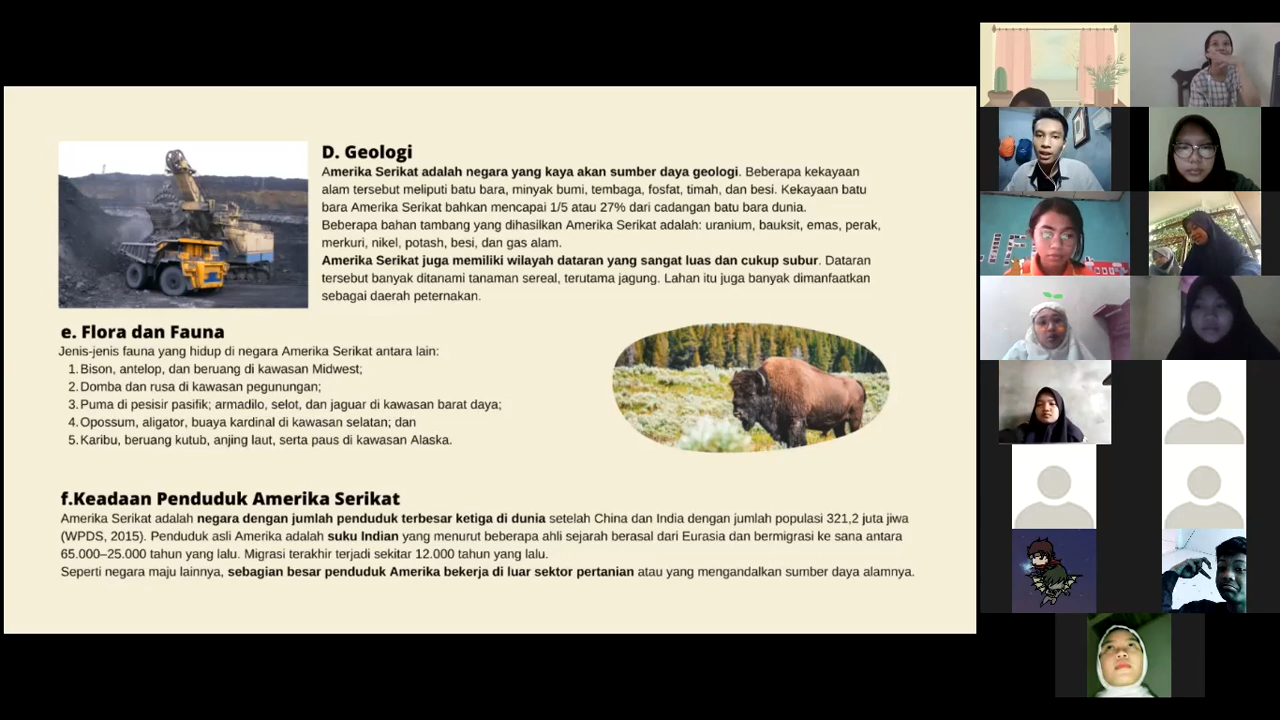 D. Geologi
Amerika Serikat adalah negara yang kaya akan sumber daya geologi. Beberapa kekayaan
alam tersebut meliputi batu bara, minyak bumi, tembaga, fosfat, timah, dan besi. Kekayaan batu
bara Amerika Serikat bahkan mencapai 1/5 atau 27% dari cadangan batu bara dunia.
Beberapa bahan tambang yang dihasilkan Amerika Serikat adalah: uranium, bauksit, emas, perak,
merkuri, nikel, potash, besi, dan gas alam.
Amerika Serikat juga memiliki wilayah dataran yang sangat luas dan cukup subur. Dataran
tersebut banyak ditanami tanaman sereal, terutama jagung. Lahan itu juga banyak dimanfaatkan
sebagai daerah peternakan.
e. Flora dan Fauna
Jenis-jenis fauna yang hidup di negara Amerika Serikat antara lain:
1. Bison, antelop, dan beruang di kawasan Midwest;
2. Domba dan rusa di kawasan pegunungan;
3. Puma di pesisir pasifik; armadilo, selot, dan jaguar di kawasan barat daya;
4. Opossum, aligator, buaya kardinal di kawasan selatan; dan
5. Karibu, beruang kutub, anjing laut, serta paus di kawasan Alaska.
f.Keadaan Penduduk Amerika Serikat
Amerika Serikat adalah negara dengan jumlah penduduk terbesar ketiga di dunia setelah China dan India dengan jumlah populasi 321,2 juta jiwa
(WPDS, 2015). Penduduk asli Amerika adalah suku Indian yang menurut beberapa ahli sejarah berasal dari Eurasia dan bermigrasi ke sana antara
65.000–25.000 tahun yang lalu. Migrasi terakhir terjadi sekitar 12.000 tahun yang lalu.
Seperti negara maju lainnya, sebagian besar penduduk Amerika bekerja di luar sektor pertanian atau yang mengandalkan sumber daya alamnya.